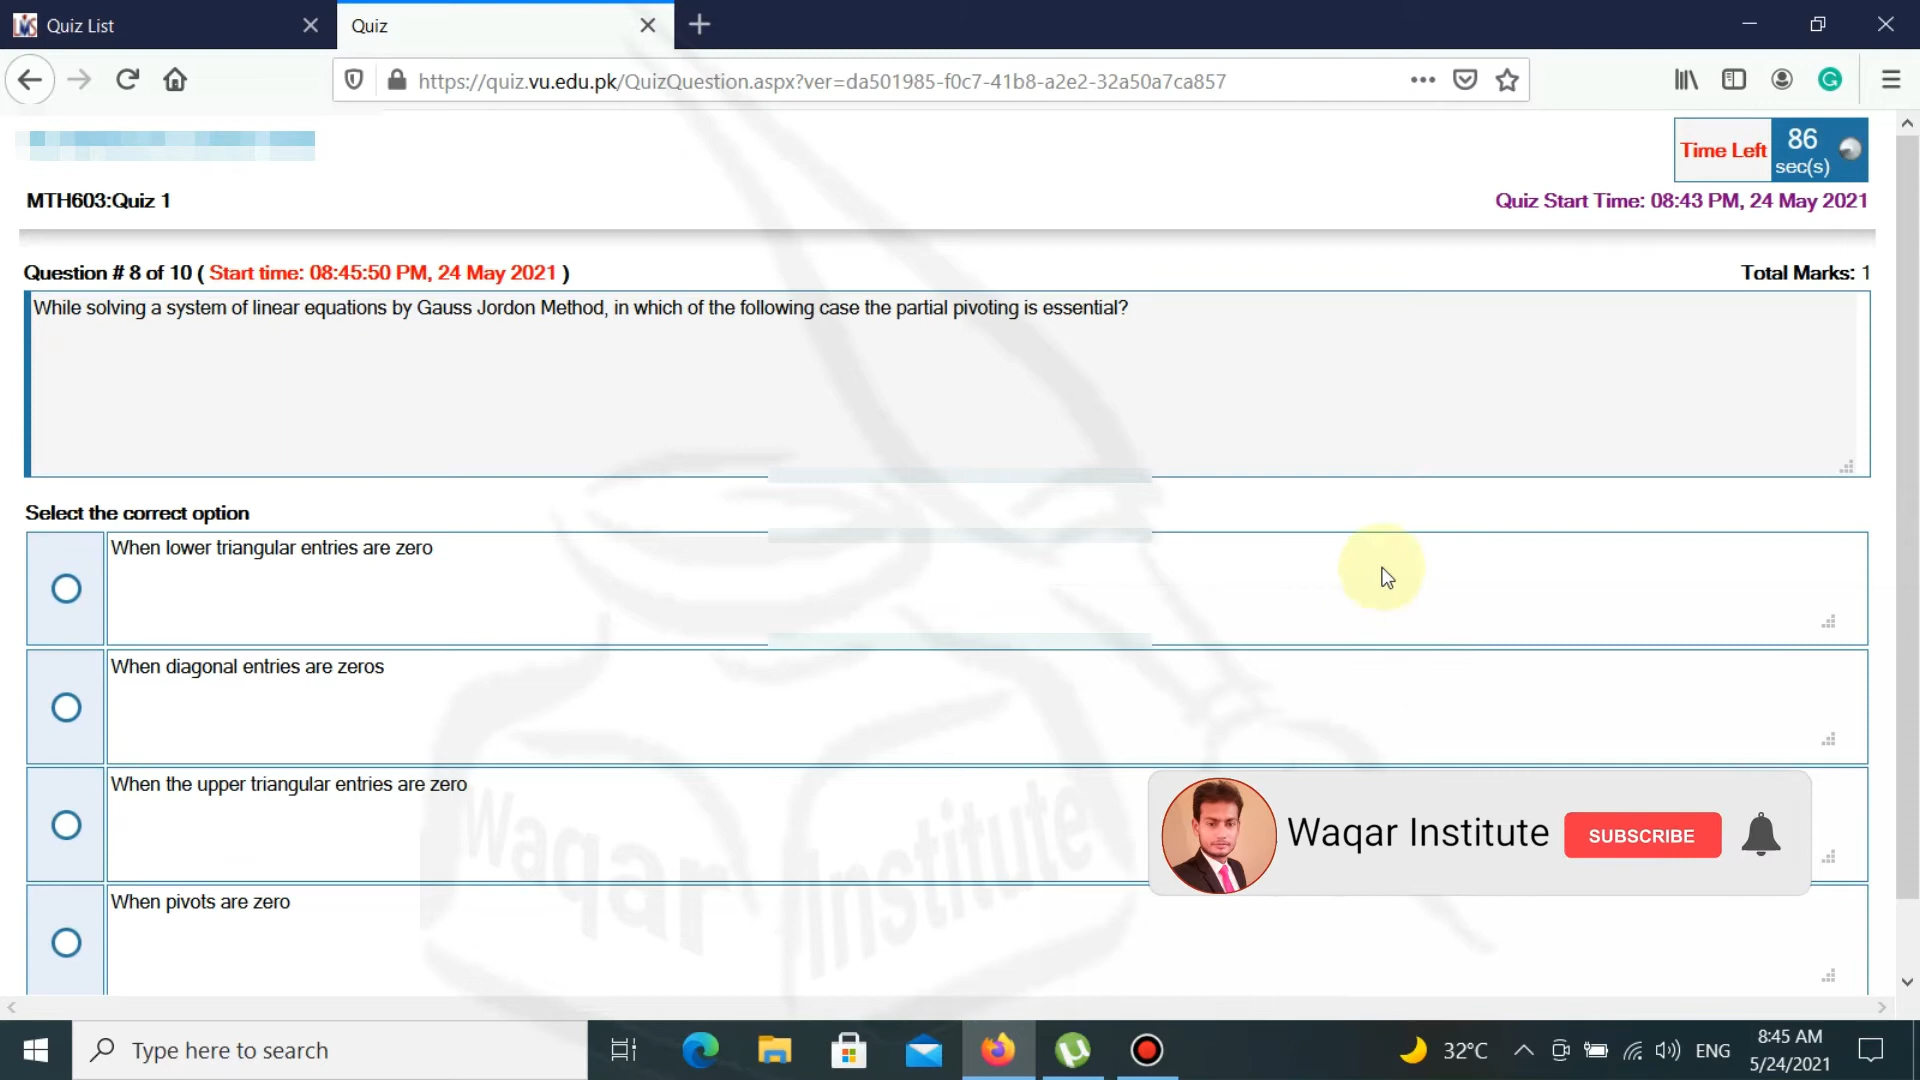 Quiz List
Quiz
https://quiz.vu.edu.pk/QuizQuestion.aspx?ver=da501985-f0c7-41b8-a2e2-32a50a7ca857
Time Left 86 sec(s)
MTH603:Quiz 1
Quiz Start Time: 08:43 PM, 24 May 2021
Question # 8 of 10 ( Start time: 08:45:50 PM, 24 May 2021 )
Total Marks: 1
While solving a system of linear equations by Gauss Jordon Method, in which of the following case the partial pivoting is essential?
Select the correct option
When lower triangular entries are zero
When diagonal entries are zeros
When the upper triangular entries are zero
When pivots are zero
Waqar Institute
Waqar Institute SUBSCRIBE
Type here to search
32°C
ENG
8:45 AM
5/24/2021